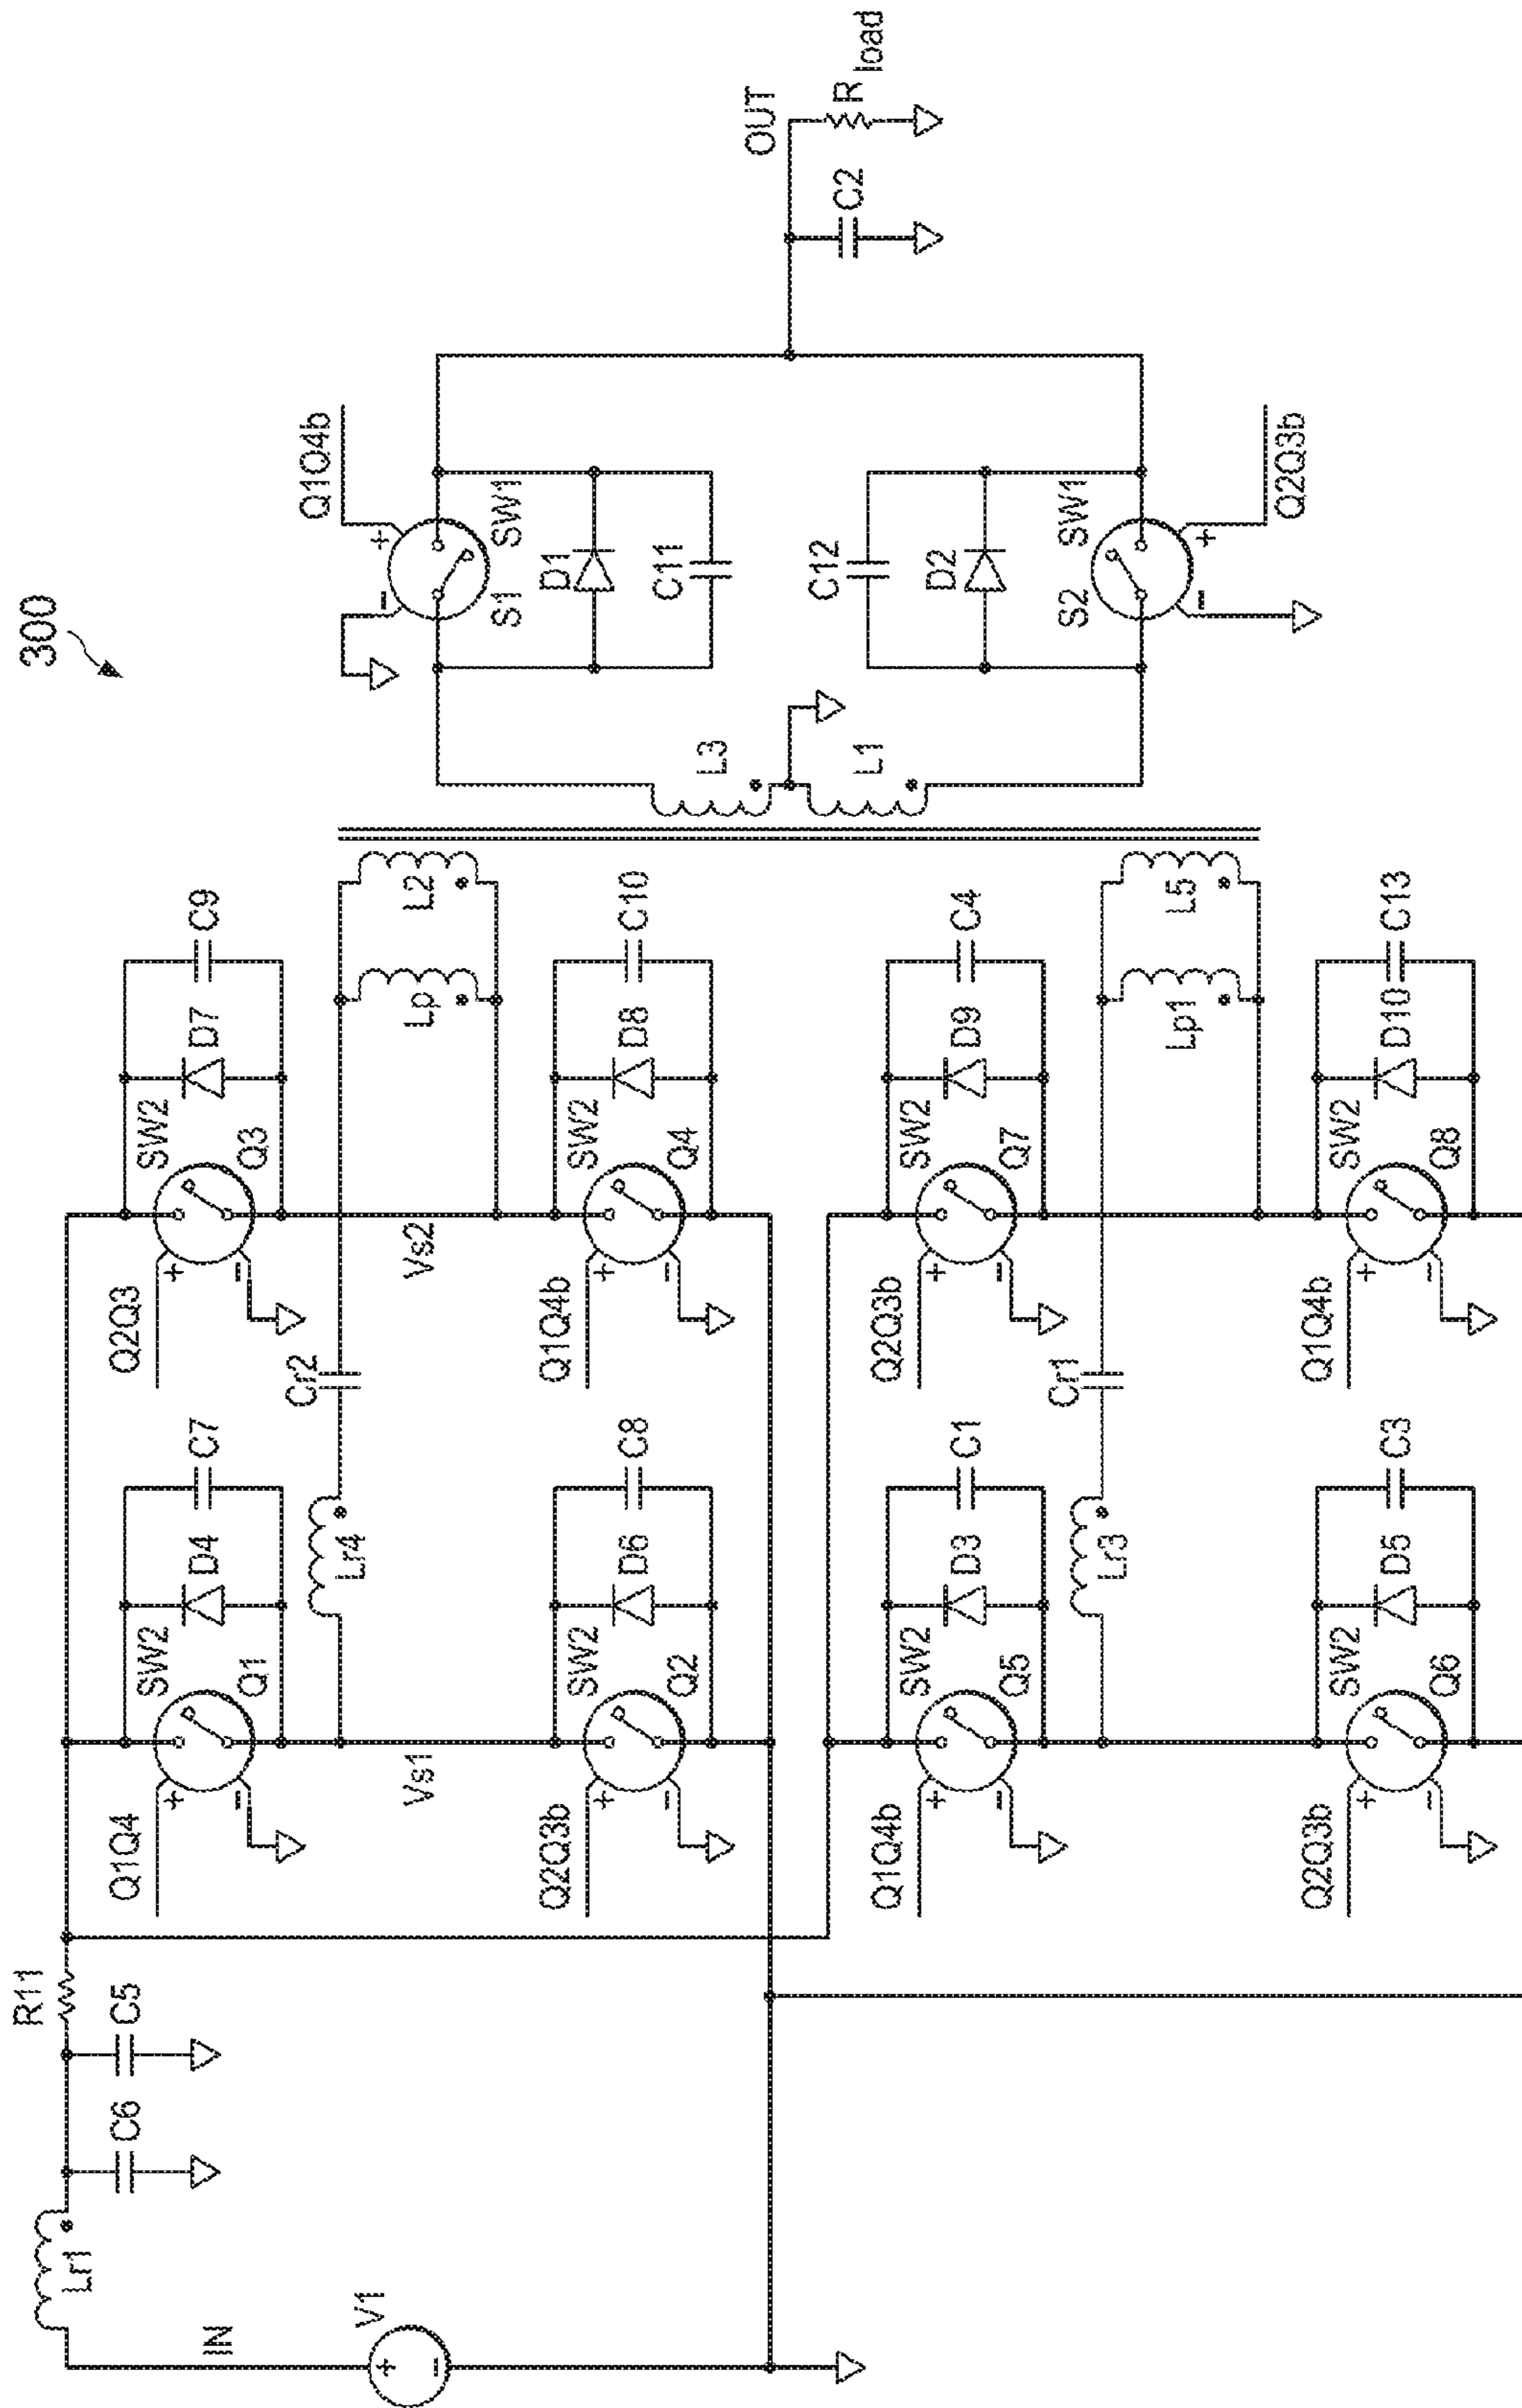 300
IN
V1
+
-
Lr1
C6
C5
R11
Q1Q4
+
-
SW2
Q1
D4
C7
Q2Q3
+
-
SW2
Q3
D7
C9
Vs1
Lr4
Cr2
Vs2
Lp
L2
Q2Q3b
+
-
SW2
Q2
D6
C8
Q1Q4b
+
-
SW2
Q4
D8
C10
Q1Q4b
+
-
SW2
Q5
D3
C1
Q2Q3b
+
-
SW2
Q7
D9
C4
Lr3
Cr1
Lp1
L5
Q2Q3b
+
-
SW2
Q6
D5
C3
Q1Q4b
+
-
SW2
Q8
D10
C13
L3
L1
Q1Q4b
-
+
S1
SW1
D1
C11
C12
D2
S2
SW1
-
+
Q2Q3b
OUT
C2
Rload